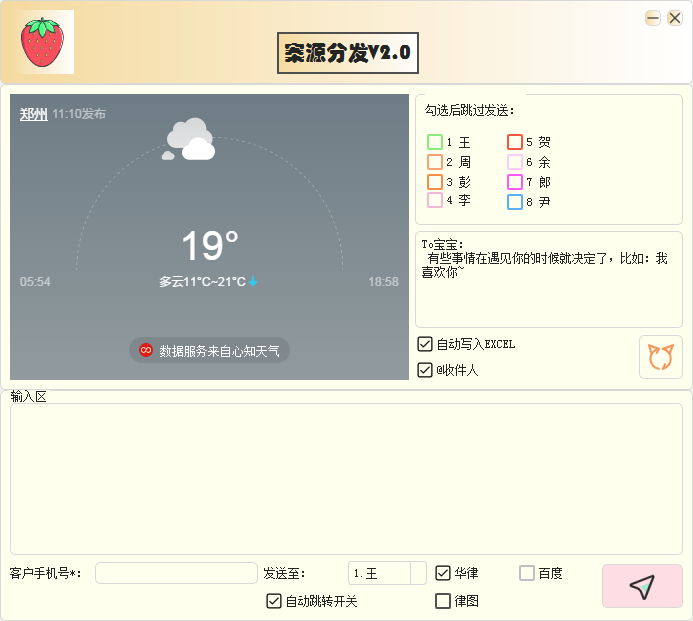 案源分发V2.0
郑州 11:10发布
19°
05:54 多云11°C~21°C 18:58
数据服务来自心知天气
勾选后跳过发送：
1 王 5 贺
2 周 6 余
3 彭 7 郎
4 李 8 尹
To宝宝：
有些事情在遇见你的时候就决定了，比如：我
喜欢你~
自动写入EXCEL
@收件人
输入区
客户手机号*： 发送至： 1.王 华律 百度
自动跳转开关 律图